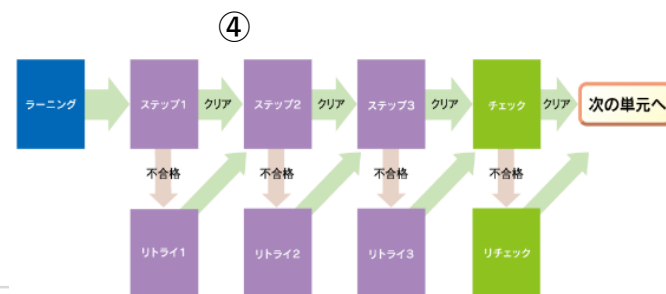 ④
ラーニング
ステップ1
クリア
ステップ2
クリア
ステップ3
クリア
チェック
クリア
次の単元へ
不合格
不合格
不合格
不合格
リトライ1
リトライ2
リトライ3
リチェック